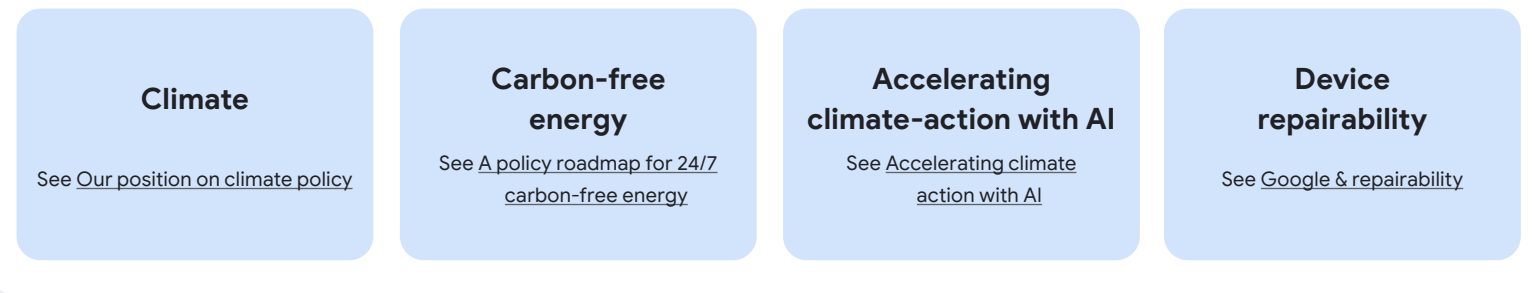 Climate
See Our position on climate policy
Carbon-free
energy
See A policy roadmap for 24/7
carbon-free energy
Accelerating
climate-action with AI
See Accelerating climate
action with AI
Device
repairability
See Google & repairability